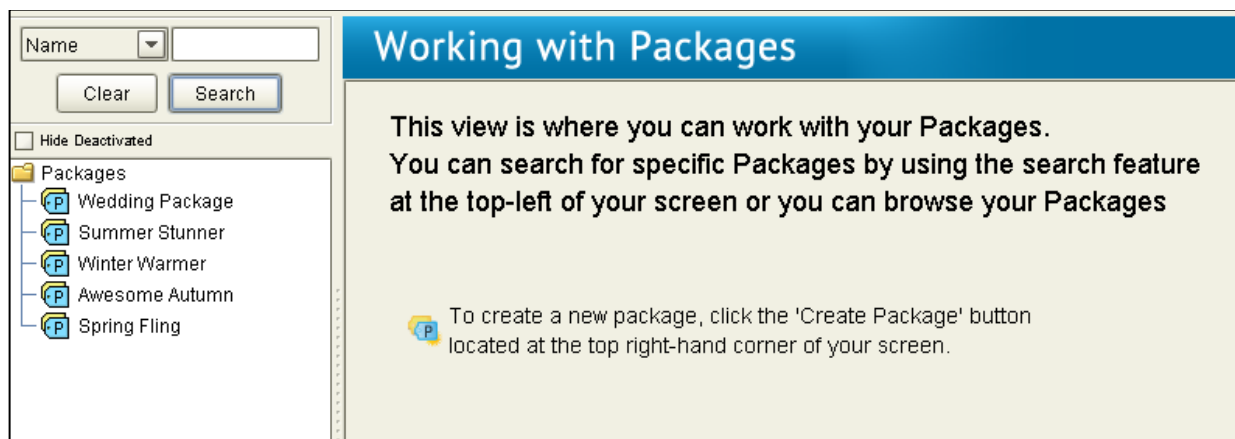 Name
Clear
Search
Hide Deactivated
Packages
P Wedding Package
P Summer Stunner
P Winter Warmer
P Awesome Autumn
P Spring Fling
Working with Packages
This view is where you can work with your Packages.
You can search for specific Packages by using the search feature
at the top-left of your screen or you can browse your Packages
P
To create a new package, click the 'Create Package' button
located at the top right-hand corner of your screen.